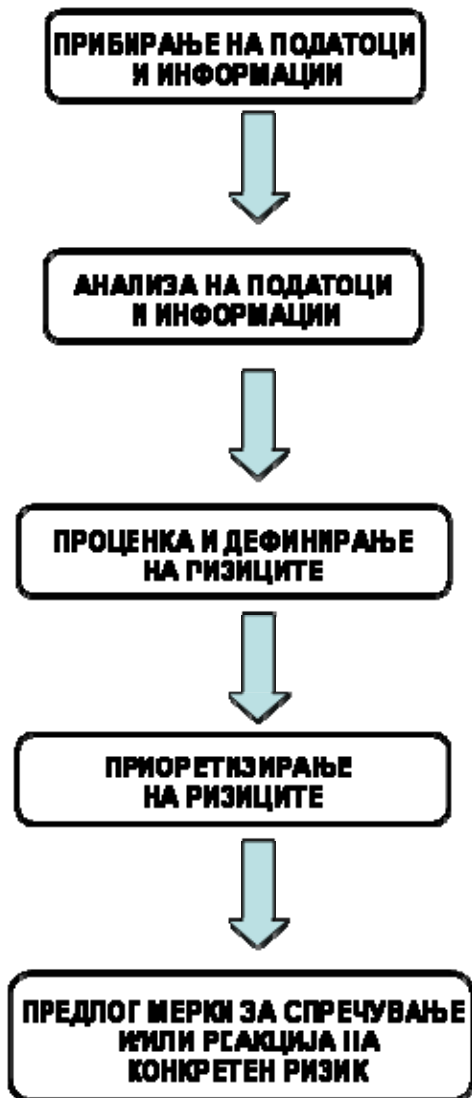 ПРИБИРАЊЕ НА ПОДАТОЦИ
И ИНФОРМАЦИИ
АНАЛИЗА НА ПОДАТОЦИ
И ИНФОРМАЦИИ
ПРОЦЕНКА И ДЕФИНИРАЊЕ
НА РИЗИЦИТЕ
ПРИОРЕТИЗИРАЊЕ
НА РИЗИЦИТЕ
ПРЕДЛОГ МЕРКИ ЗА СПРЕЧУВАЊЕ
И/ИЛИ РЕАКЦИЈА НА
КОНКРЕТЕН РИЗИК